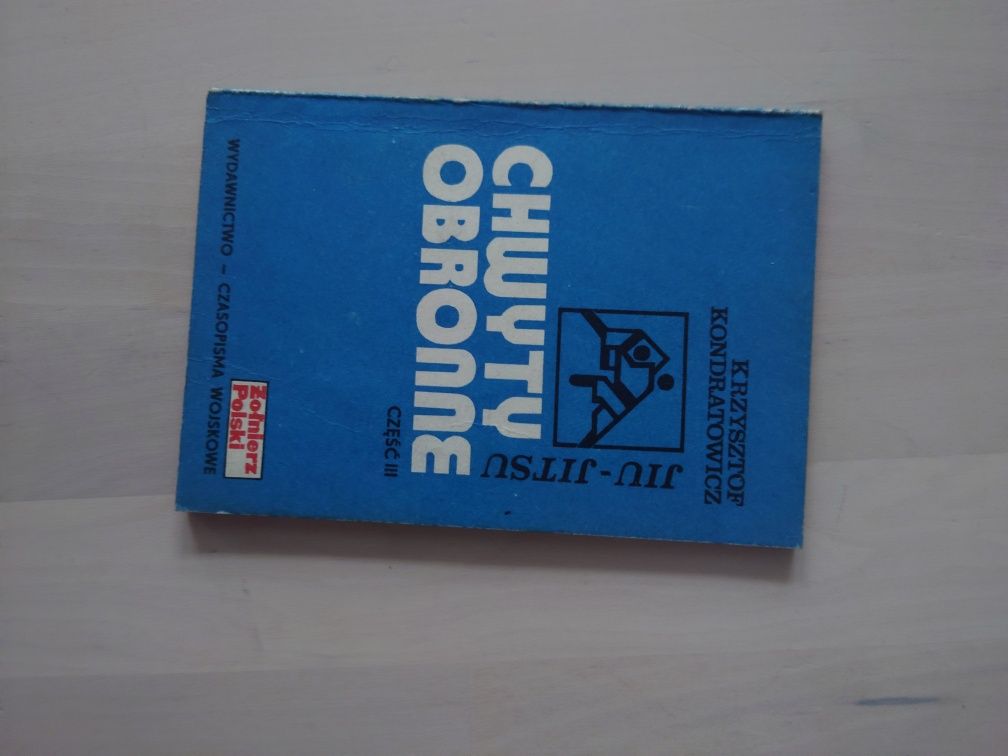 KRZYSZTOF
KONDRATOWICZ
JIU-JITSU
CHWYTY
OBRONNE
CZĘŚĆ III
Żołnierz
Polski
WYDAWNICTWO – CZASOPISMA WOJSKOWE